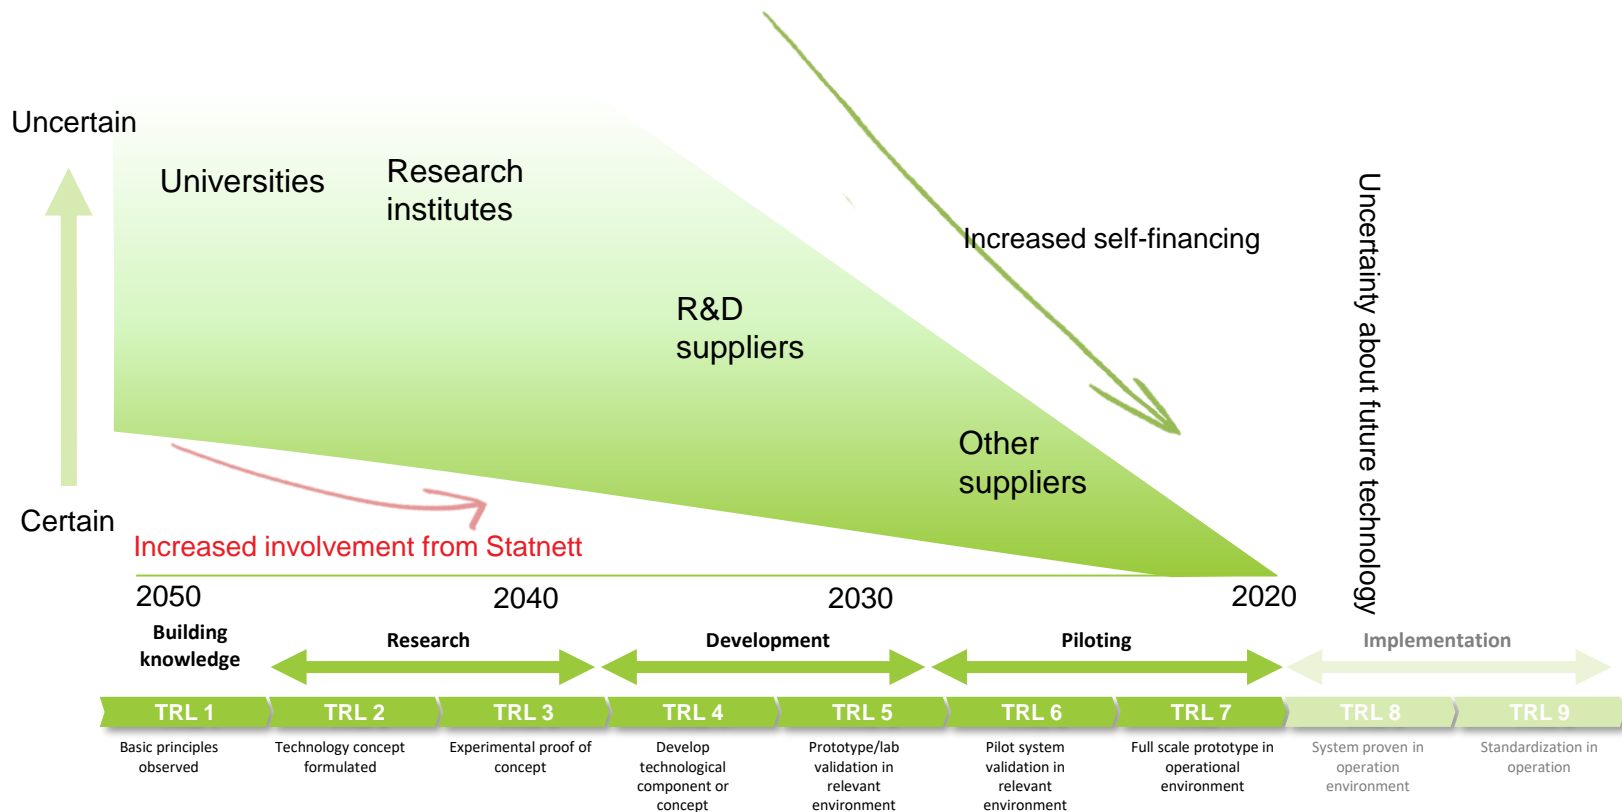 Uncertain
Universities
Research
institutes
Increased self-financing
Uncertainty about future technology
R&D
suppliers
Other
suppliers
Certain
Increased involvement from Statnett
2050
2040
2030
2020
Building
knowledge
Research
Development
Piloting
Implementation
TRL 1
TRL 2
TRL 3
TRL 4
TRL 5
TRL 6
TRL 7
TRL 8
TRL 9
Basic principles
observed
Technology concept
formulated
Experimental proof of
concept
Develop
technological
component or
concept
Prototype/lab
validation in
relevant
environment
Pilot system
validation in
relevant
environment
Full scale prototype in
operational
environment
System proven in
operation
environment
Standardization in
operation